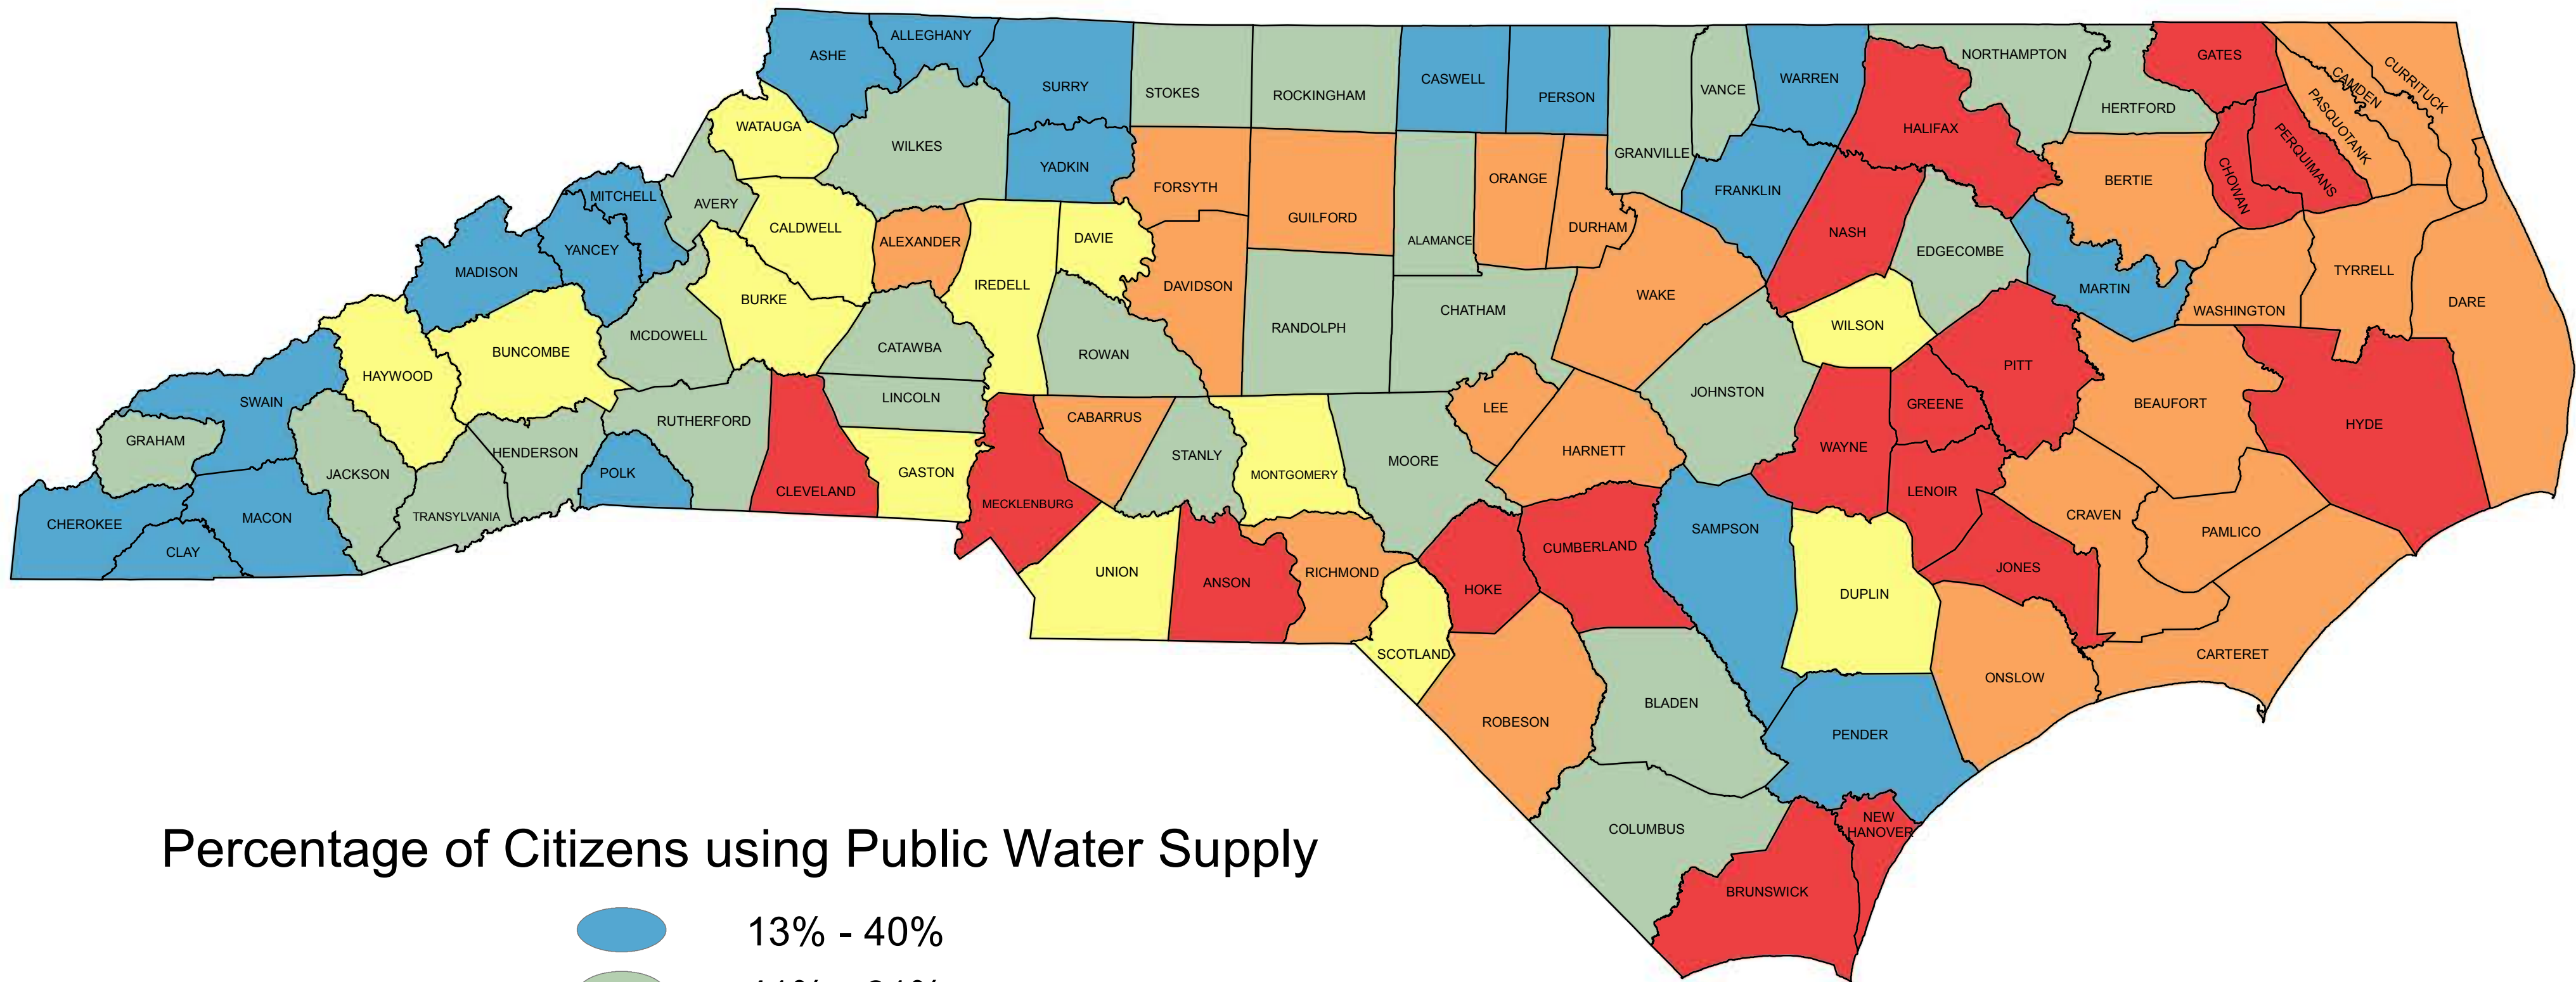 ASHE
ALLEGHANY
SURRY
STOKES
ROCKINGHAM
CASWELL
PERSON
GRANVILLE
VANCE
WARREN
NORTHAMPTON
HERTFORD
GATES
CAMDEN
CURRITUCK
PASQUOTANK
PERQUIMANS
CHOWAN
HALIFAX
WATAUGA
WILKES
YADKIN
FORSYTH
GUILFORD
ALAMANCE
ORANGE
DURHAM
FRANKLIN
NASH
EDGECOMBE
BERTIE
MARTIN
WASHINGTON
TYRRELL
DARE
MITCHELL
AVERY
CALDWELL
ALEXANDER
IREDELL
DAVIE
DAVIDSON
RANDOLPH
CHATHAM
WAKE
WILSON
MADISON
YANCEY
BURKE
MCDOWELL
CATAWBA
ROWAN
LINCOLN
BUNCOMBE
HAYWOOD
SWAIN
GRAHAM
JACKSON
TRANSYLVANIA
HENDERSON
POLK
RUTHERFORD
CLEVELAND
GASTON
MECKLENBURG
CABARRUS
STANLY
MONTGOMERY
MOORE
LEE
HARNETT
JOHNSTON
WAYNE
GREENE
PITT
BEAUFORT
HYDE
LENOIR
CRAVEN
PAMLICO
JONES
CARTERET
ONSLOW
DUPLIN
SAMPSON
CUMBERLAND
HOKE
SCOTLAND
RICHMOND
ANSON
UNION
CHEROKEE
CLAY
MACON
ROBESON
BLADEN
PENDER
COLUMBUS
NEW
HANOVER
BRUNSWICK
Percentage of Citizens using Public Water Supply
13% - 40%